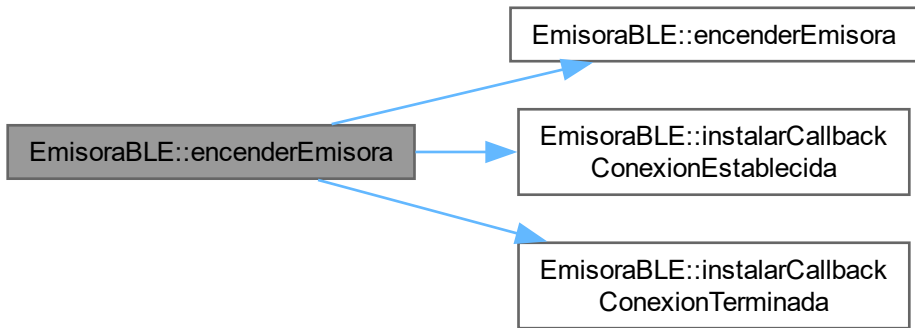 EmisoraBLE::encenderEmisora
EmisoraBLE::encenderEmisora
EmisoraBLE::instalarCallback
ConexionEstablecida
EmisoraBLE::instalarCallback
ConexionTerminada